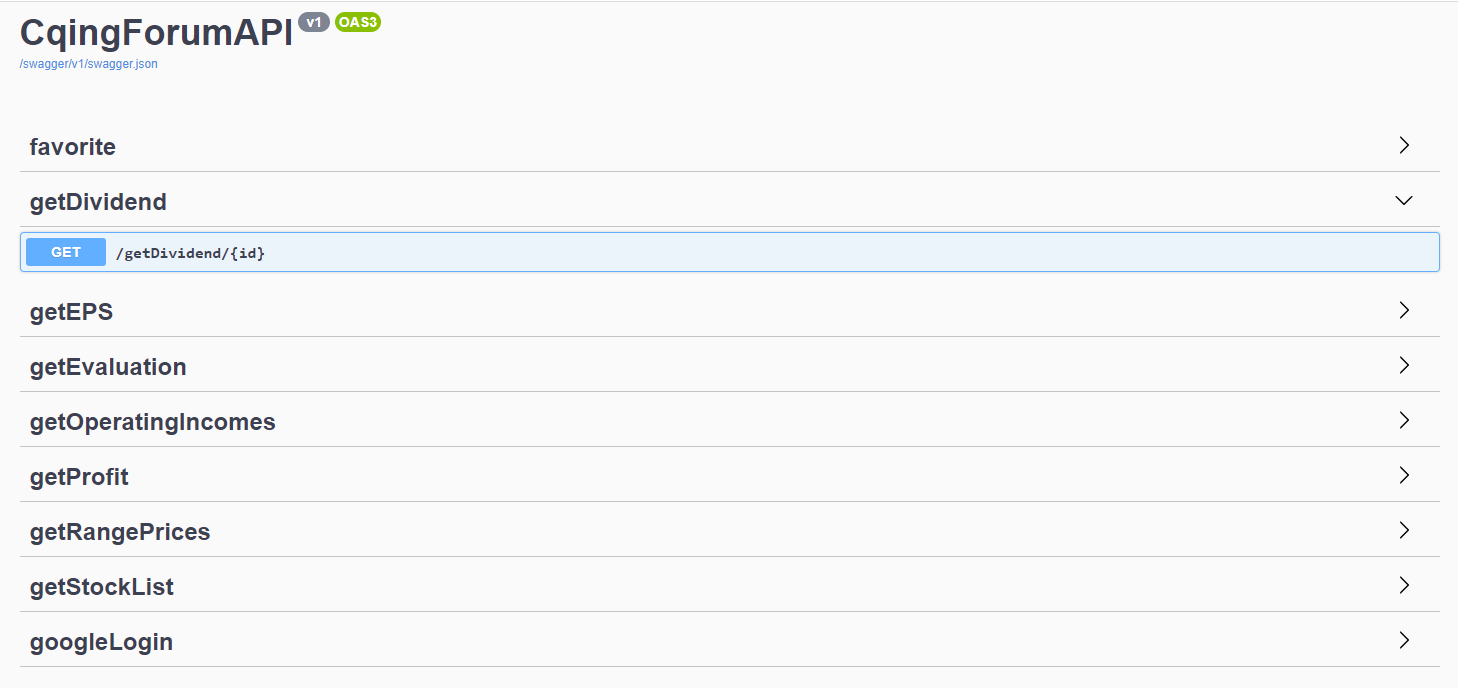 CqingForumAPI v1 OAS3
/swagger/v1/swagger.json
favorite
getDividend
GET /getDividend/{id}
getEPS
getEvaluation
getOperatingIncomes
getProfit
getRangePrices
getStockList
googleLogin